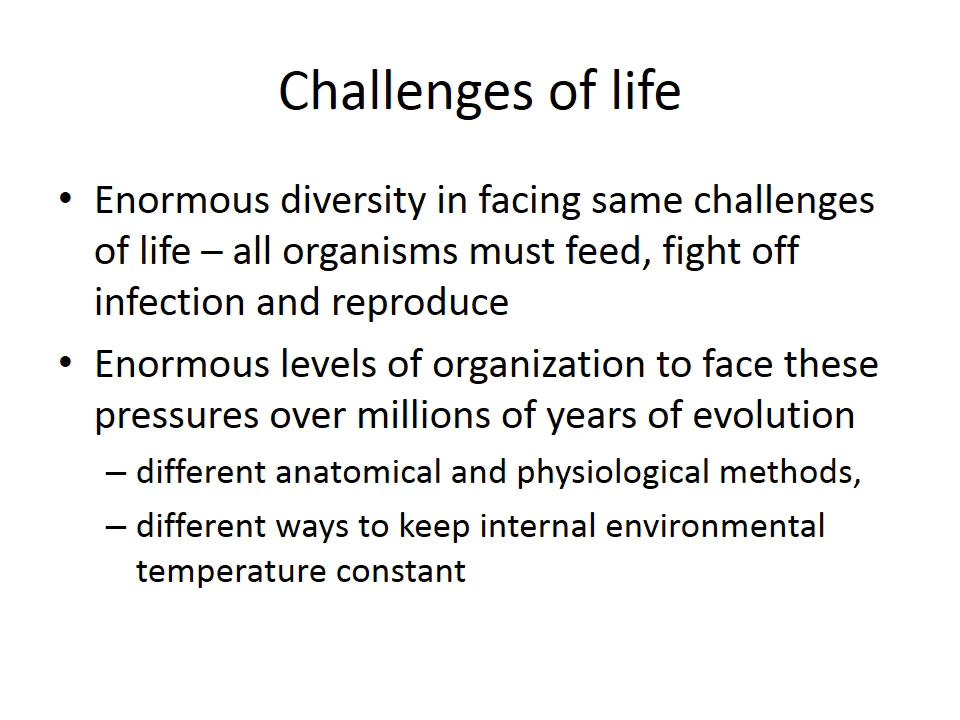 Challenges of life
• Enormous diversity in facing same challenges
of life – all organisms must feed, fight off
infection and reproduce
• Enormous levels of organization to face these
pressures over millions of years of evolution
– different anatomical and physiological methods,
– different ways to keep internal environmental
temperature constant